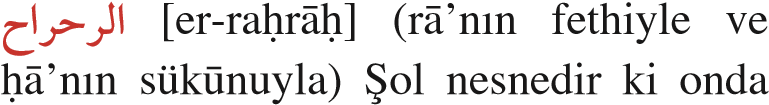 الرحراح [er-raḥrāḥ] (rā’nın fethiyle ve
ḥā’nın sükūnuyla) Şol nesnedir ki onda